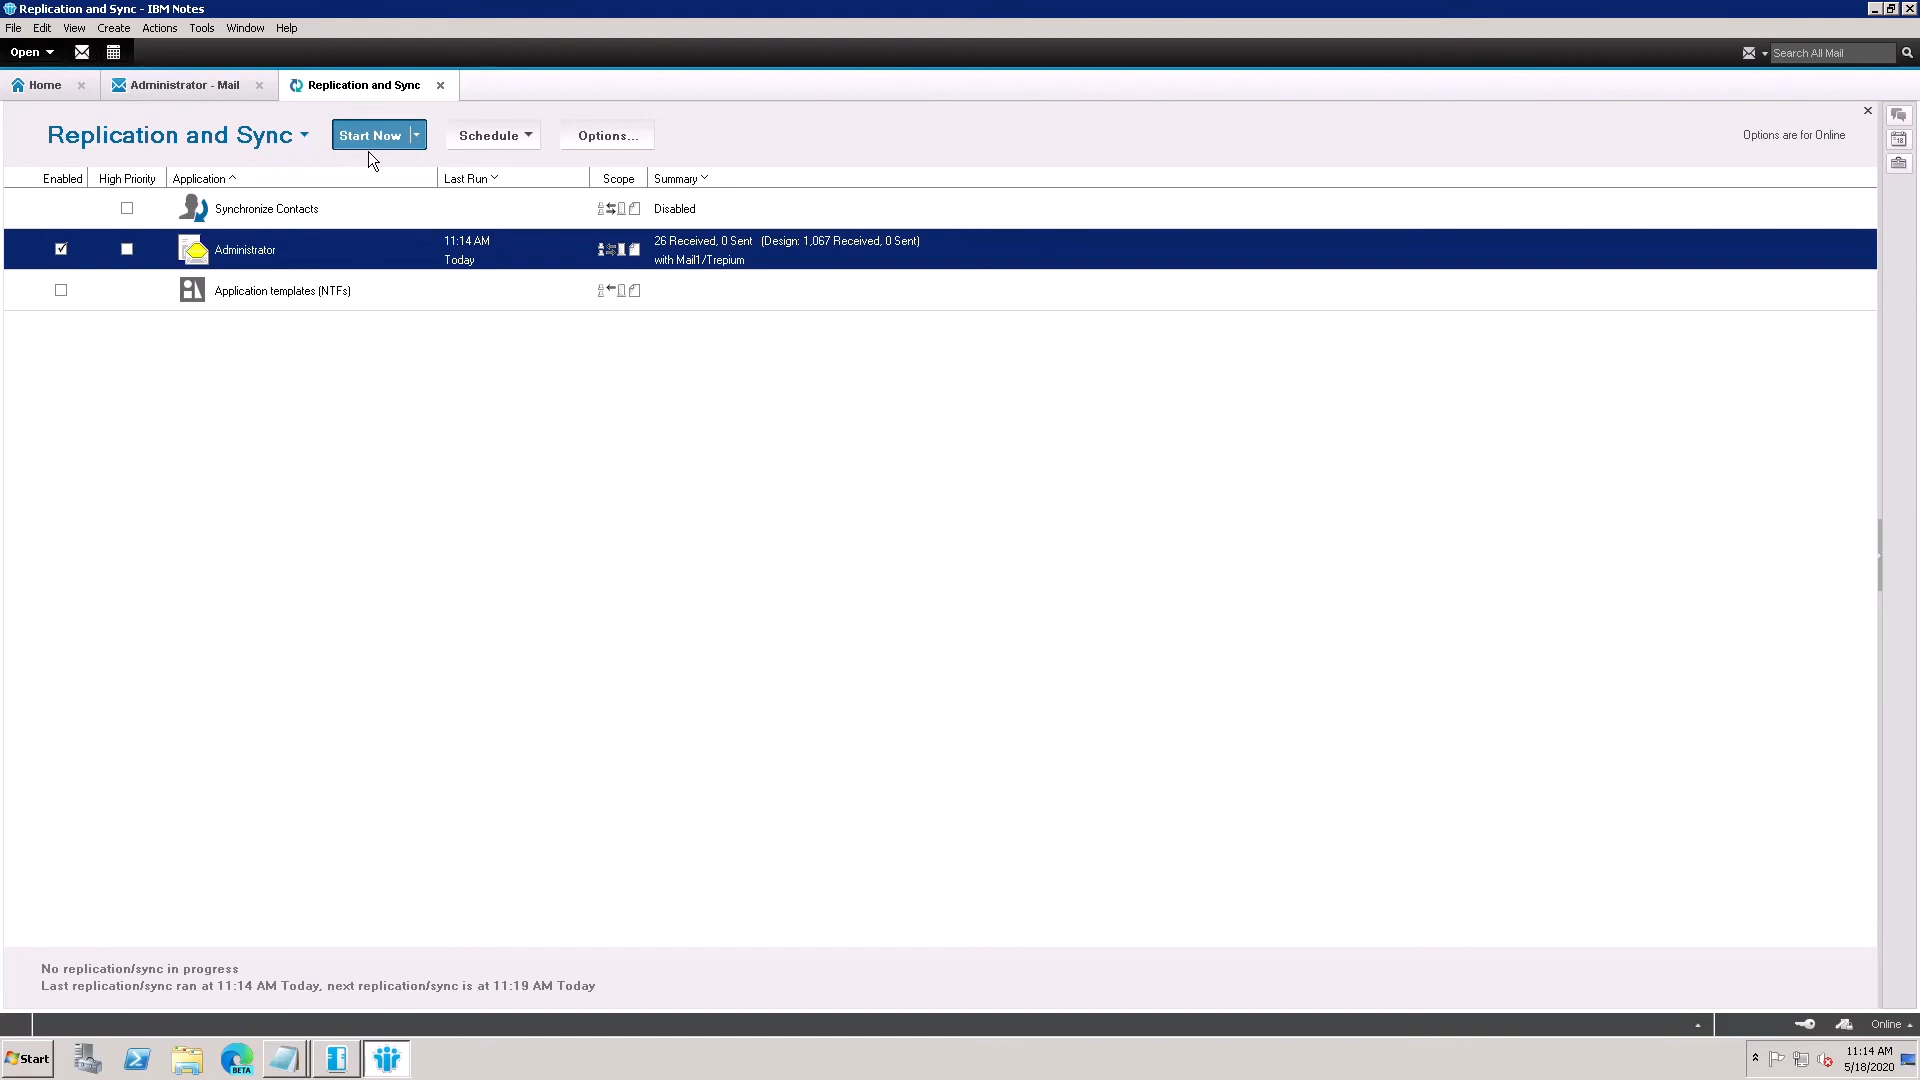 Replication and Sync - IBM Notes
File Edit View Create Actions Tools Window Help
Open
Search All Mail
Home
Administrator - Mail
Replication and Sync
Replication and Sync
Start Now
Schedule
Options...
Options are for Online
Enabled High Priority Application Last Run Scope Summary
Synchronize Contacts Disabled
Administrator
11:14 AM
Today
26 Received, 0 Sent (Design: 1,067 Received, 0 Sent)
with Mail1/Trepium
Application templates (NTFs)
No replication/sync in progress
Last replication/sync ran at 11:14 AM Today, next replication/sync is at 11:19 AM Today
Online
Start
BETA
11:14 AM
5/18/2020